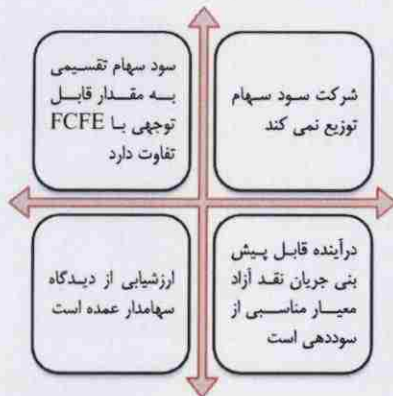 شرکت سود سهام
توزیع نمی کند
سود سهام تقسیمی
به مقدار قابل
توجهی با FCFE
تفاوت دارد
درآینده قابل پیش
بنی جریان نقد آزاد
معیار مناسبی از
سوددهی است
ارزشیابی از دیدگاه
سهامدار عمده است